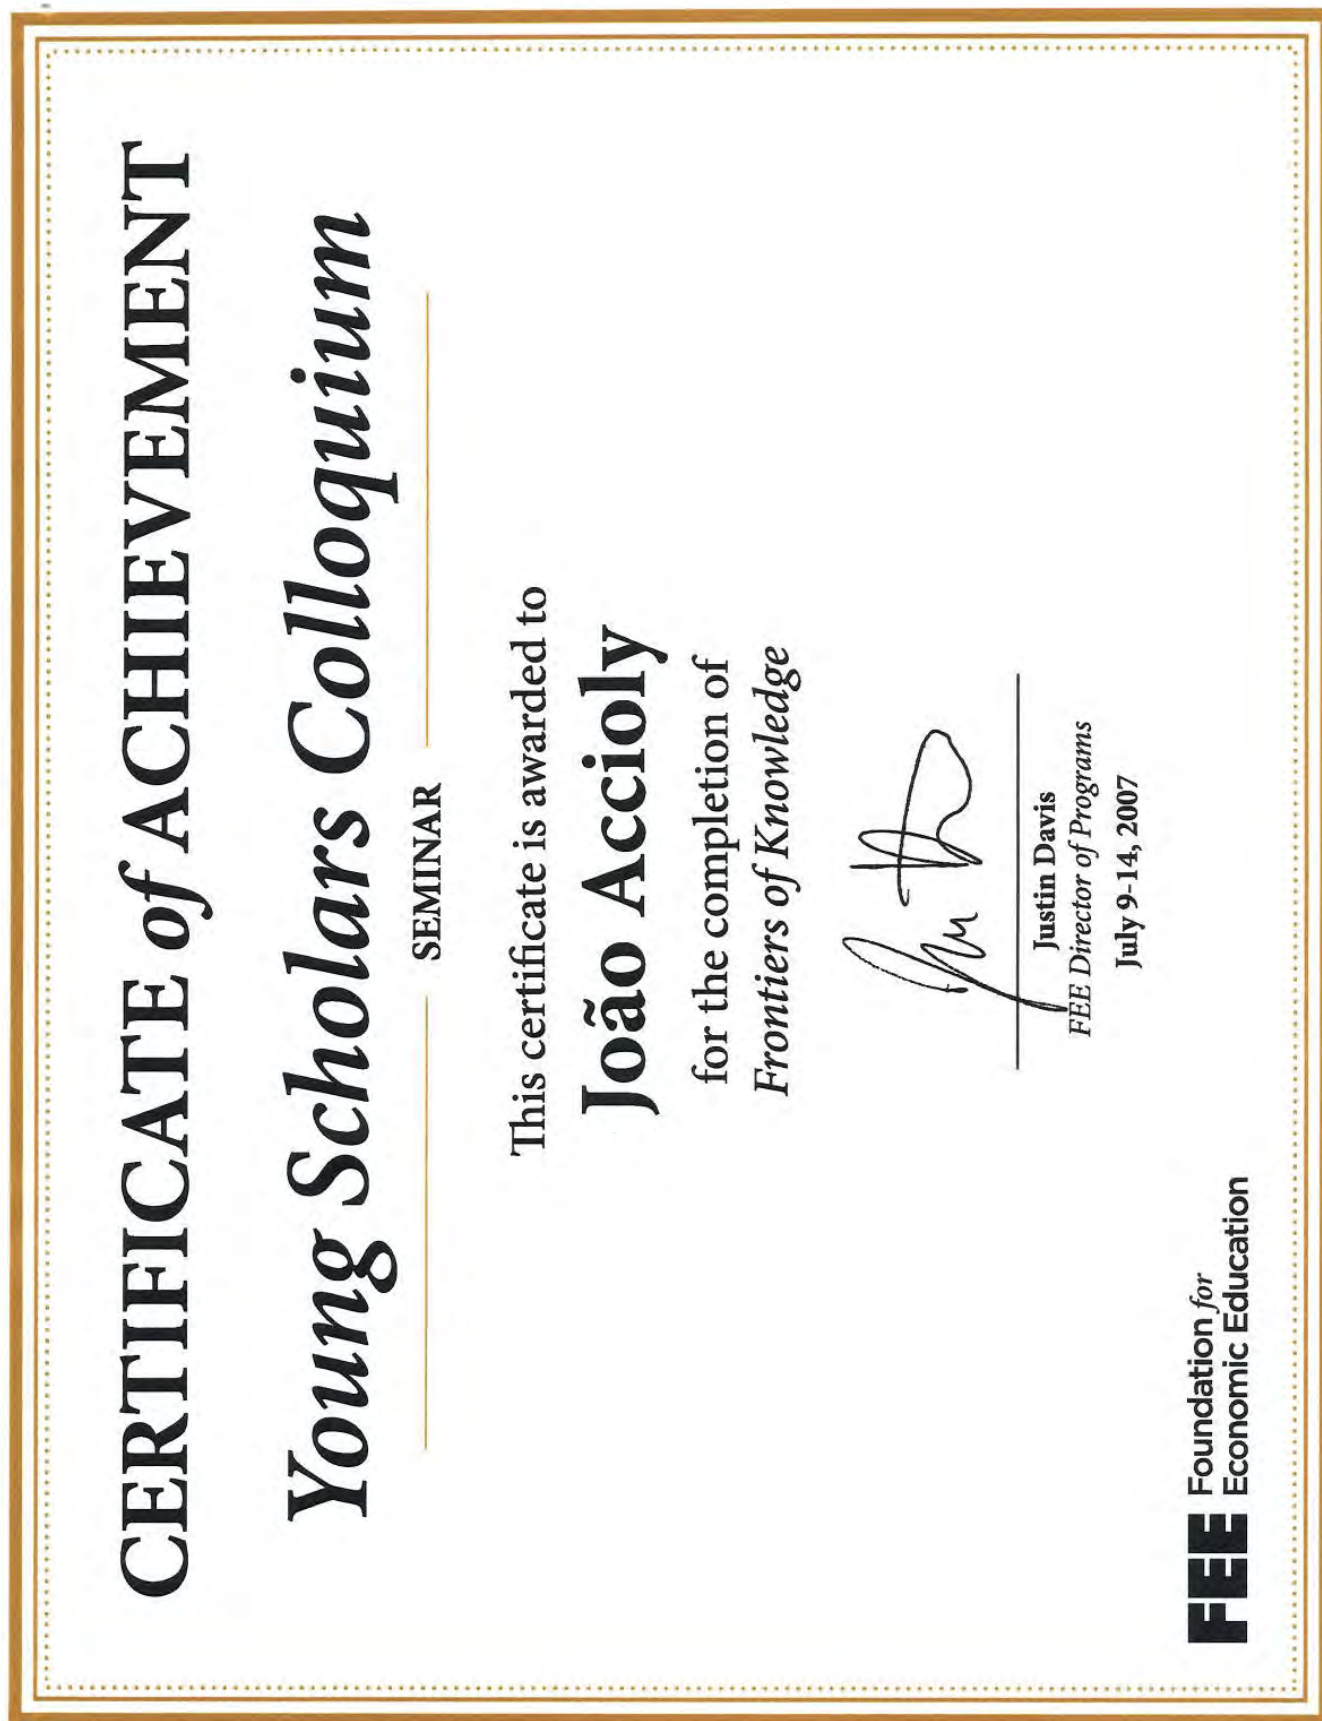 CERTIFICATE of ACHIEVEMENT
Young Scholars Colloquium
SEMINAR
This certificate is awarded to
João Accioly
for the completion of
Frontiers of Knowledge
Justin Davis
FEE Director of Programs
July 9-14, 2007
FEE Foundation for
Economic Education